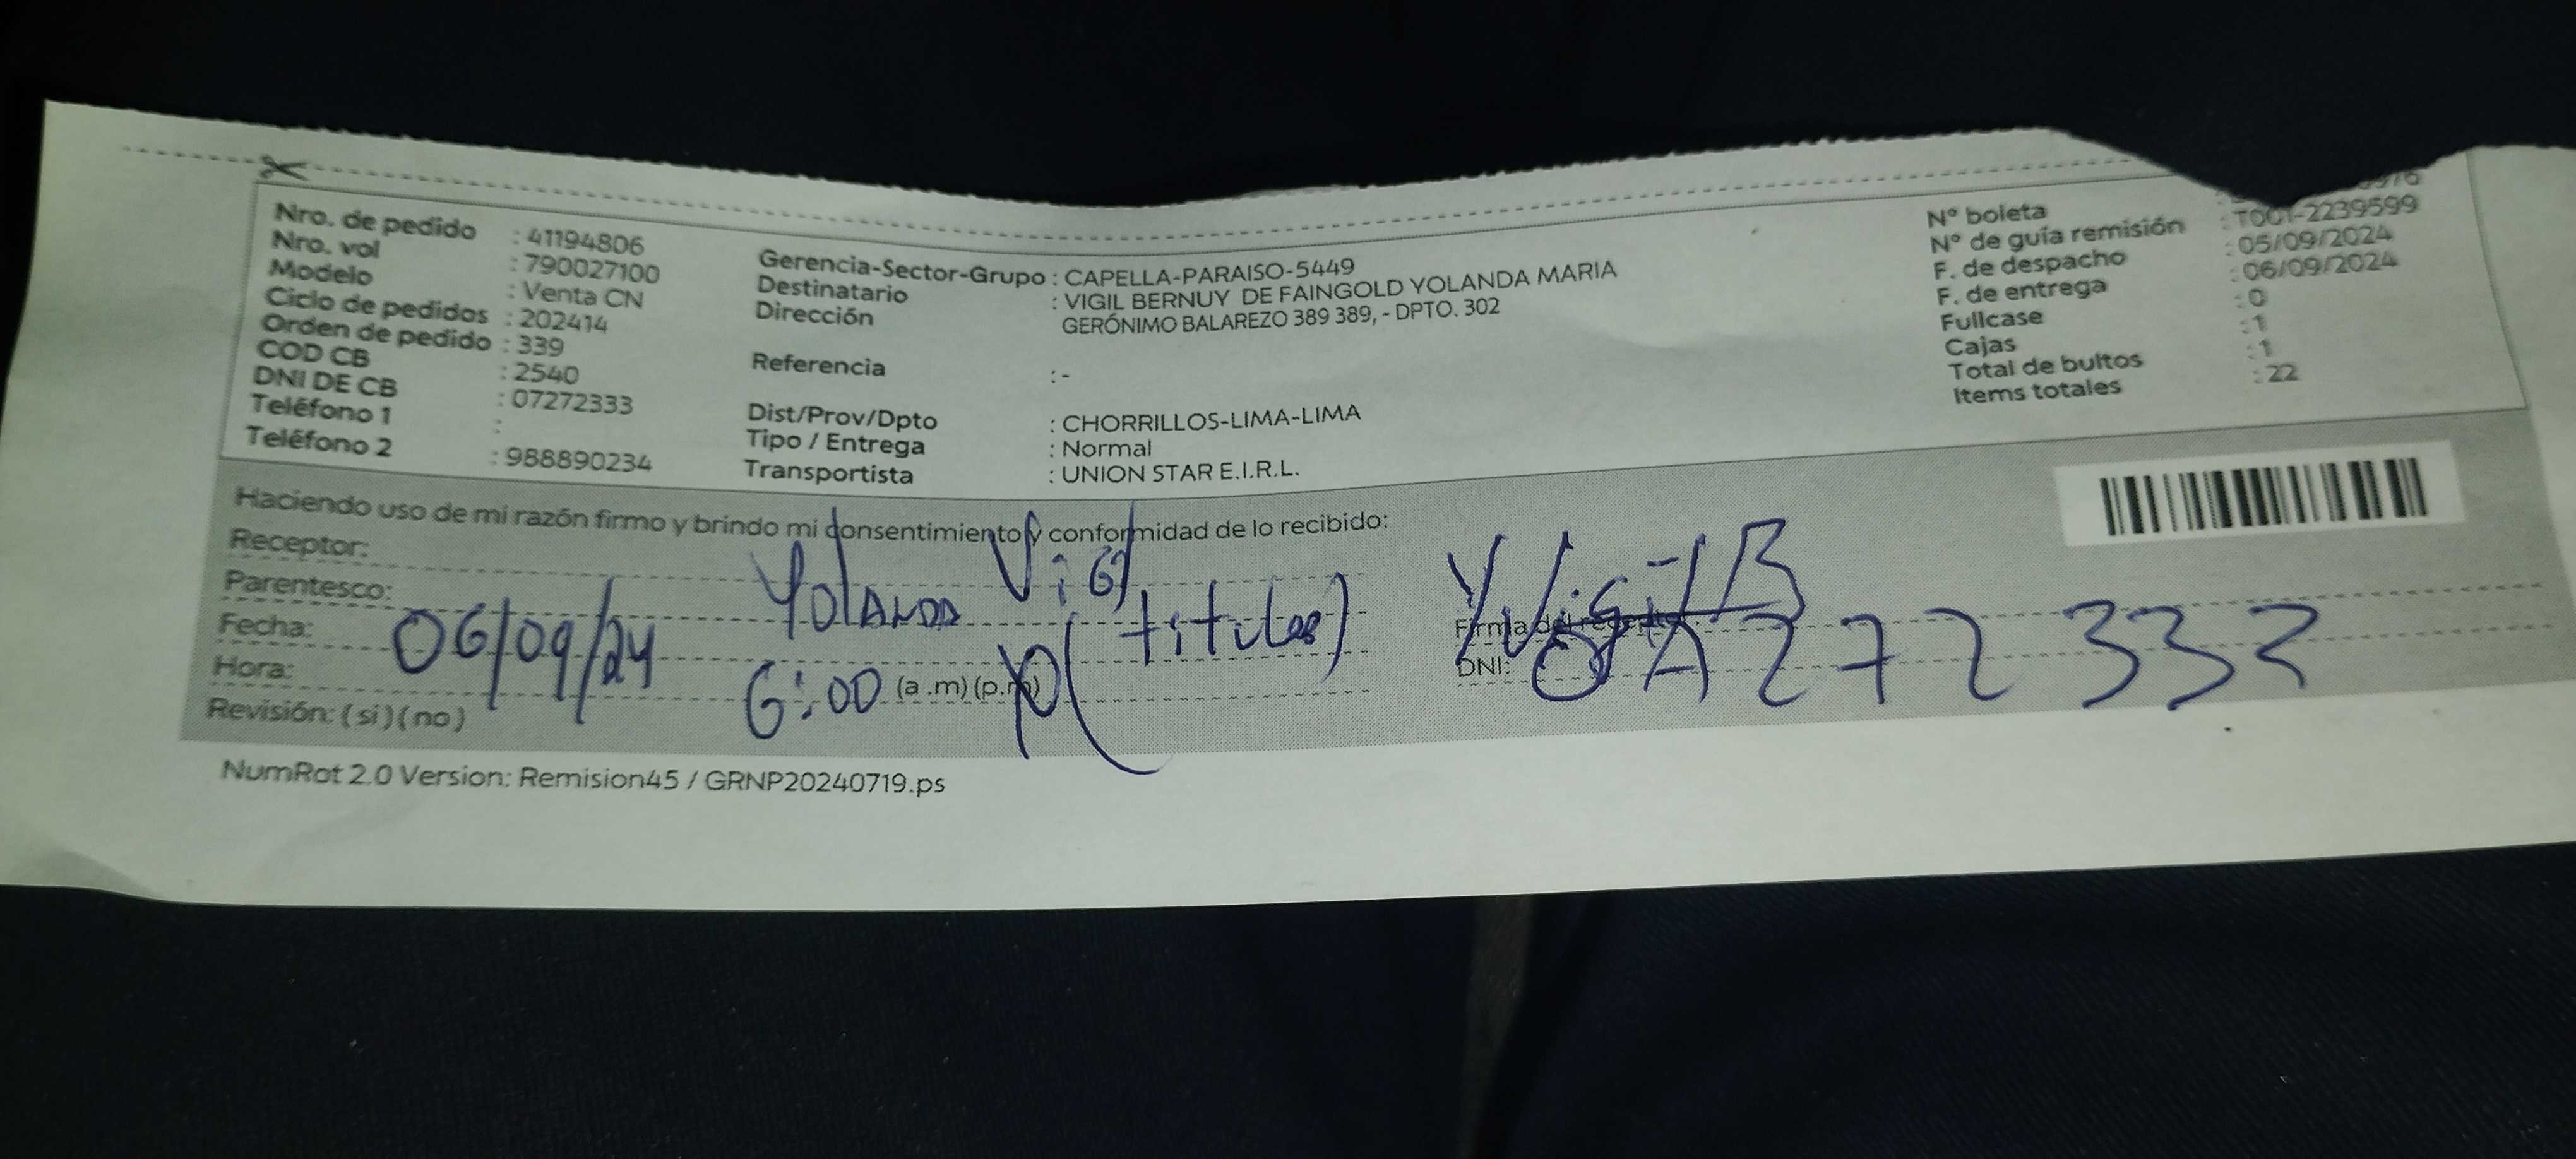 Nro. de pedido : 41194806
Nro. vol : 790027100
Modelo : Venta CN
Ciclo de pedidos : 202414
Orden de pedido : 339
COD CB : 2540
DNI DE CB : 07272333
Teléfono 1 :
Teléfono 2 : 988890234
Gerencia-Sector-Grupo : CAPELLA-PARAISO-5449
Destinatario : VIGIL BERNUY DE FAINGOLD YOLANDA MARIA
Dirección GERÓNIMO BALAREZO 389 389, - DPTO. 302
Referencia : -
Dist/Prov/Dpto : CHORRILLOS-LIMA-LIMA
Tipo / Entrega : Normal
Transportista : UNION STAR E.I.R.L.
N° boleta
N° de guía remisión : T001-2239599
F. de despacho : 05/09/2024
F. de entrega : 06/09/2024
Fullcase : 0
Cajas : 1
Total de bultos : 1
Items totales : 22
Haciendo uso de mi razón firmo y brindo mi consentimiento y conformidad de lo recibido:
Receptor: Yolanda Vigil
Parentesco: (titular)
Fecha: 06/09/24
Hora: 6:00 (a.m) (p.m)
Revisión: (si) (no)
Y Vigil B
Firma del receptor:
DNI:
NumRot 2.0 Version: Remision45 / GRNP20240719.ps